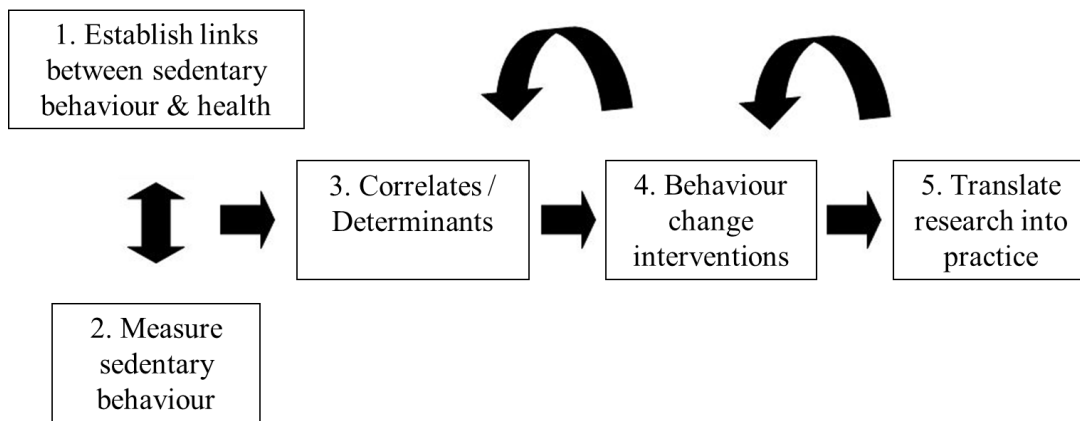 1. Establish links
between sedentary
behaviour & health
2. Measure
sedentary
behaviour
3. Correlates /
Determinants
4. Behaviour
change
interventions
5. Translate
research into
practice